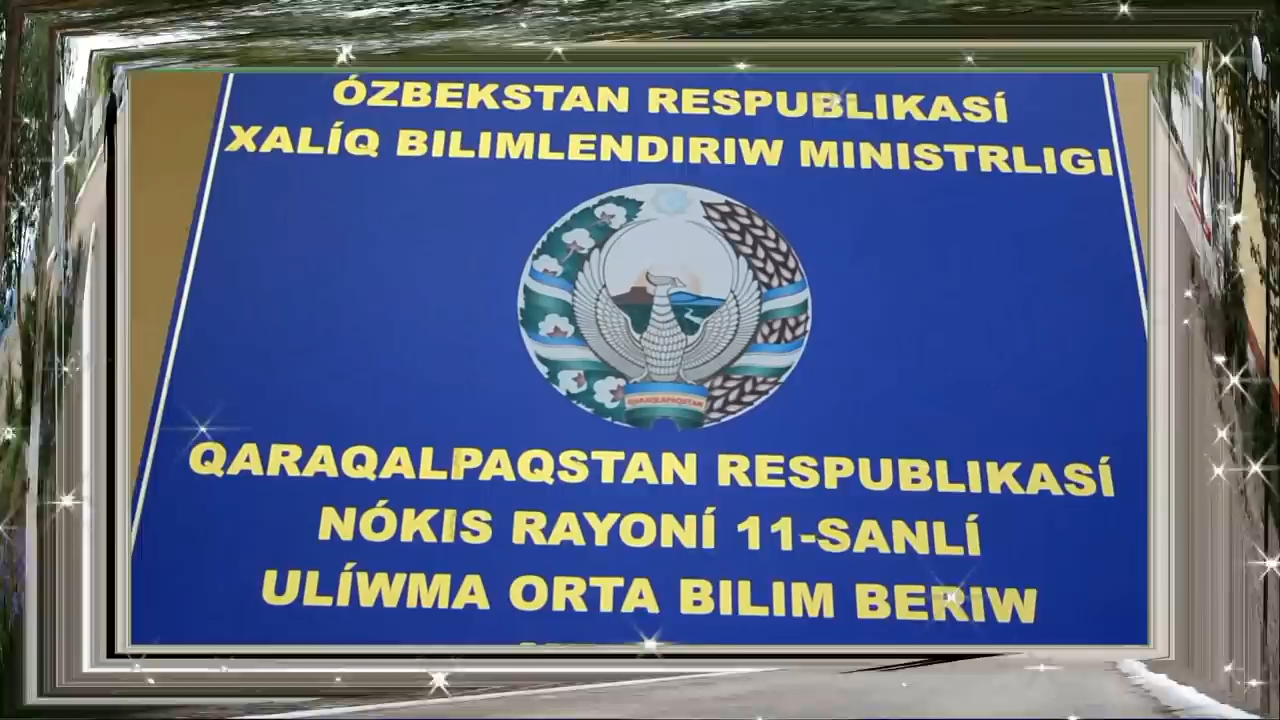 ÓZBEKSTAN RESPUBLIKASÍ
XALÍQ BILIMLENDIRIW MINISTRLIGI
QARAQALPAQSTAN
QARAQALPAQSTAN RESPUBLIKASÍ
NÓKIS RAYONÍ 11-SANLÍ
ULÍWMA ORTA BILIM BERIW